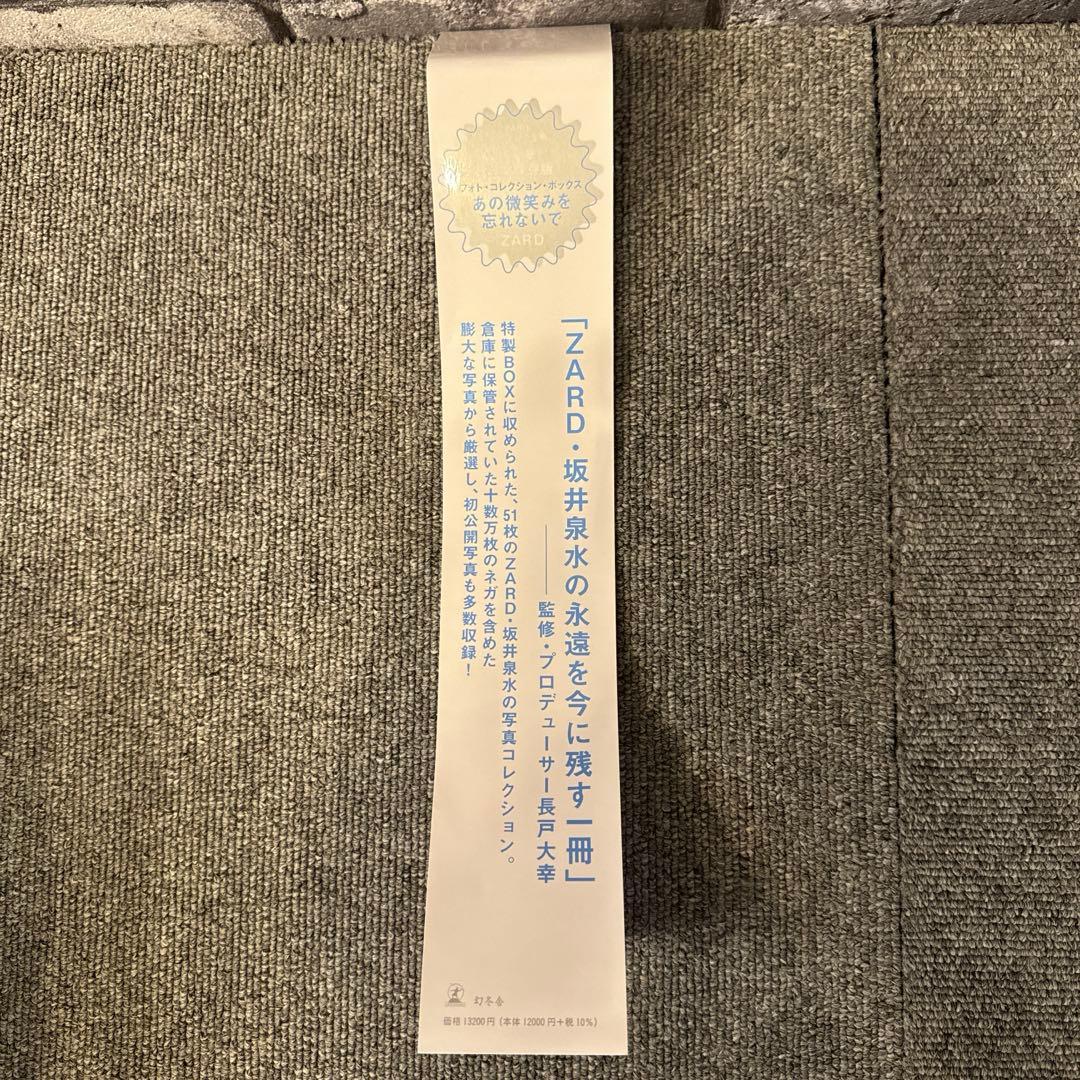 フォト・コレクション・ボックス
あの微笑みを
忘れないで
ZARD
「ZARD・坂井泉水の永遠を今に残す一冊」
――監修・プロデューサー長戸大幸
特製BOXに収められた、51枚のZARD・坂井泉水の写真コレクション。
倉庫に保管されていた十数万枚のネガを含めた
膨大な写真から厳選し、初公開写真も多数収録！
幻冬舎
価格13200円（本体12000円+税10%）